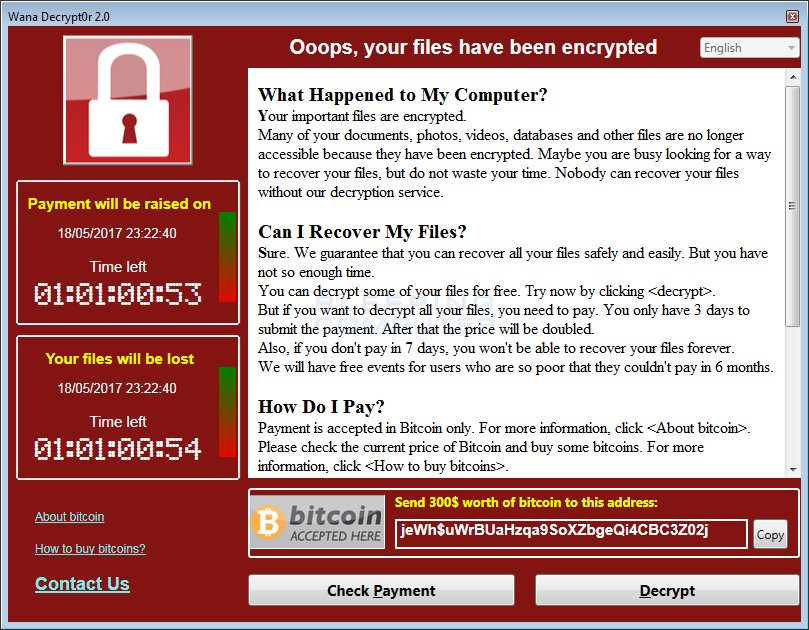 Wana Decrypt0r 2.0
Ooops, your files have been encrypted
English
Payment will be raised on
18/05/2017 23:22:40
Time left
01:01:00:53
Your files will be lost
18/05/2017 23:22:40
Time left
01:01:00:54
About bitcoin
How to buy bitcoins?
Contact Us
What Happened to My Computer?
Your important files are encrypted.
Many of your documents, photos, videos, databases and other files are no longer
accessible because they have been encrypted. Maybe you are busy looking for a way
to recover your files, but do not waste your time. Nobody can recover your files
without our decryption service.
Can I Recover My Files?
Sure. We guarantee that you can recover all your files safely and easily. But you have
not so enough time.
You can decrypt some of your files for free. Try now by clicking <decrypt>.
But if you want to decrypt all your files, you need to pay. You only have 3 days to
submit the payment. After that the price will be doubled.
Also, if you don't pay in 7 days, you won't be able to recover your files forever.
We will have free events for users who are so poor that they couldn't pay in 6 months.
How Do I Pay?
Payment is accepted in Bitcoin only. For more information, click <About bitcoin>.
Please check the current price of Bitcoin and buy some bitcoins. For more
information, click <How to buy bitcoins>.
BLEEPING
COMPUTER
bitcoin
ACCEPTED HERE
Send 300$ worth of bitcoin to this address:
jeWh$uWrBUaHzqa9SoXZbgeQi4CBC3Z02j
Copy
Check Payment
Decrypt